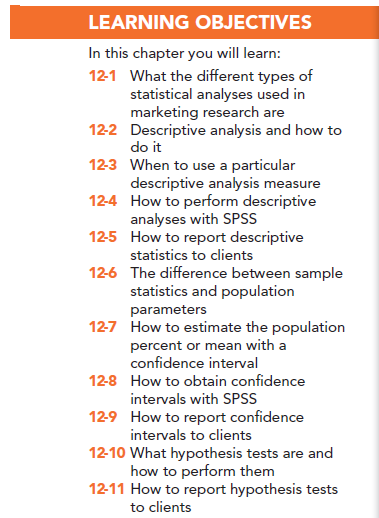 LEARNING OBJECTIVES
In this chapter you will learn:
12-1 What the different types of
statistical analyses used in
marketing research are
12-2 Descriptive analysis and how to
do it
12-3 When to use a particular
descriptive analysis measure
12-4 How to perform descriptive
analyses with SPSS
12-5 How to report descriptive
statistics to clients
12-6 The difference between sample
statistics and population
parameters
12-7 How to estimate the population
percent or mean with a
confidence interval
12-8 How to obtain confidence
intervals with SPSS
12-9 How to report confidence
intervals to clients
12-10 What hypothesis tests are and
how to perform them
12-11 How to report hypothesis tests
to clients